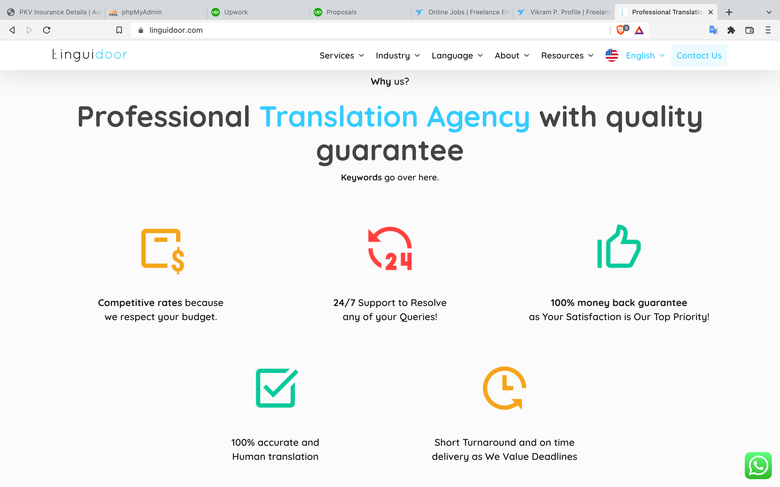 PKV Insurance Details | Ad
phpMyAdmin
Upwork
Proposals
Online Jobs | Freelance Em
Vikram P. Profile | Freelanc
Professional Translatio
linguidoor.com
Linguidoor
Services
Industry
Language
About
Resources
English
Contact Us
Why us?
Professional Translation Agency with quality
guarantee
Keywords go over here.
Competitive rates because
we respect your budget.
24
24/7 Support to Resolve
any of your Queries!
100% money back guarantee
as Your Satisfaction is Our Top Priority!
100% accurate and
Human translation
Short Turnaround and on time
delivery as We Value Deadlines